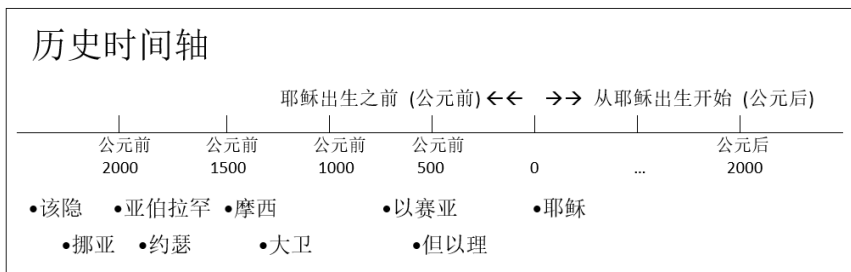 历史时间轴
耶稣出生之前 (公元前) ←← →→ 从耶稣出生开始 (公元后)
公元前 公元前 公元前 公元前 公元后
2000 1500 1000 500 0 ... 2000
•该隐 •亚伯拉罕 •摩西 •以赛亚 •耶稣
•挪亚 •约瑟 •大卫 •但以理